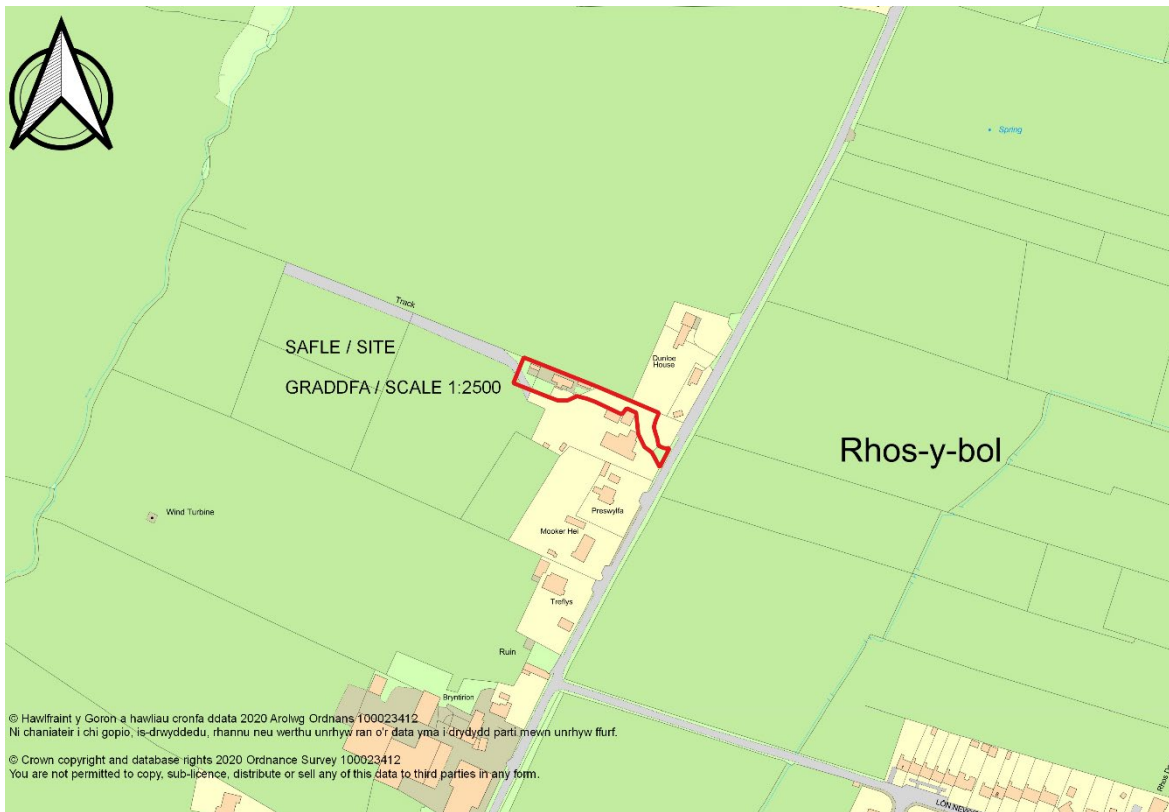 Spring
Track
SAFLE / SITE
GRADDFA / SCALE 1:2500
Dunloe
House
Rhos-y-bol
Wind Turbine
Preswylfa
Mooker Hei
Treflys
Ruin
Bryntirion
© Hawlfraint y Goron a hawliau cronfa ddata 2020 Arolwg Ordnans 100023412
Ni chaniateir i chi gopio, is-drwyddedu, rhannu neu werthu unrhyw ran o'r data yma i drydydd parti mewn unrhyw ffurf.
© Crown copyright and database rights 2020 Ordnance Survey 100023412
You are not permitted to copy, sub-licence, distribute or sell any of this data to third parties in any form.
LÔN
Rhos